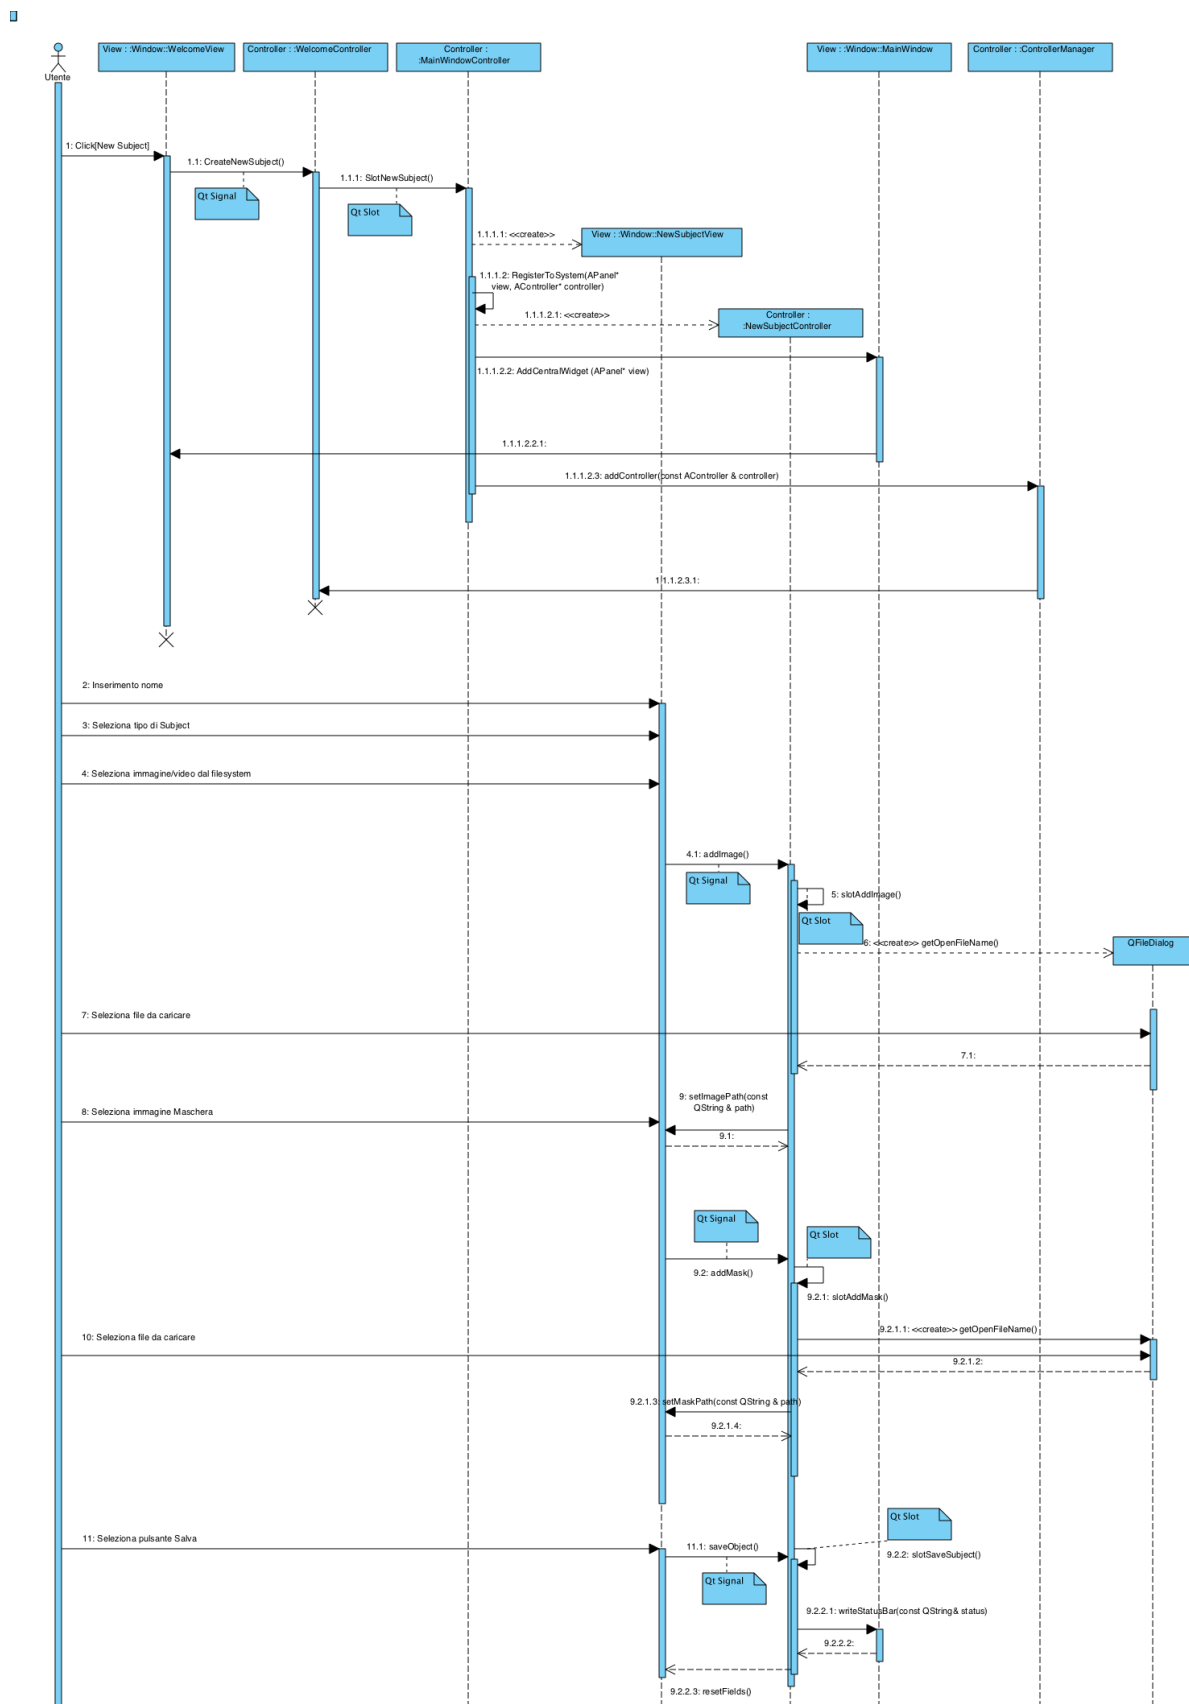 Utente
View : :Window::WelcomeView
Controller : :WelcomeController
Controller :
:MainWindowController
View : :Window::MainWindow
Controller : :ControllerManager
1: Click[New Subject]
1.1: CreateNewSubject()
Qt Signal
1.1.1: SlotNewSubject()
Qt Slot
1.1.1.1: <<create>>
View : :Window::NewSubjectView
1.1.1.2: RegisterToSystem(APanel*
view, AController* controller)
1.1.1.2.1: <<create>>
Controller :
:NewSubjectController
1.1.1.2.2: AddCentralWidget (APanel* view)
1.1.1.2.2.1:
1.1.1.2.3: addController(const AController & controller)
1.1.1.2.3.1:
2: Inserimento nome
3: Seleziona tipo di Subject
4: Seleziona immagine/video dal filesystem
4.1: addImage()
Qt Signal
5: slotAddImage()
Qt Slot
6: <<create>> getOpenFileName()
QFileDialog
7: Seleziona file da caricare
7.1:
9: setImagePath(const
QString & path)
8: Seleziona immagine Maschera
9.1:
Qt Signal
Qt Slot
9.2: addMask()
9.2.1: slotAddMask()
9.2.1.1: <<create>> getOpenFileName()
10: Seleziona file da caricare
9.2.1.2:
9.2.1.3: setMaskPath(const QString & path)
9.2.1.4:
Qt Slot
11: Seleziona pulsante Salva
11.1: saveObject()
9.2.2: slotSaveSubject()
Qt Signal
9.2.2.1: writeStatusBar(const QString& status)
9.2.2.2:
9.2.2.3: resetFields()